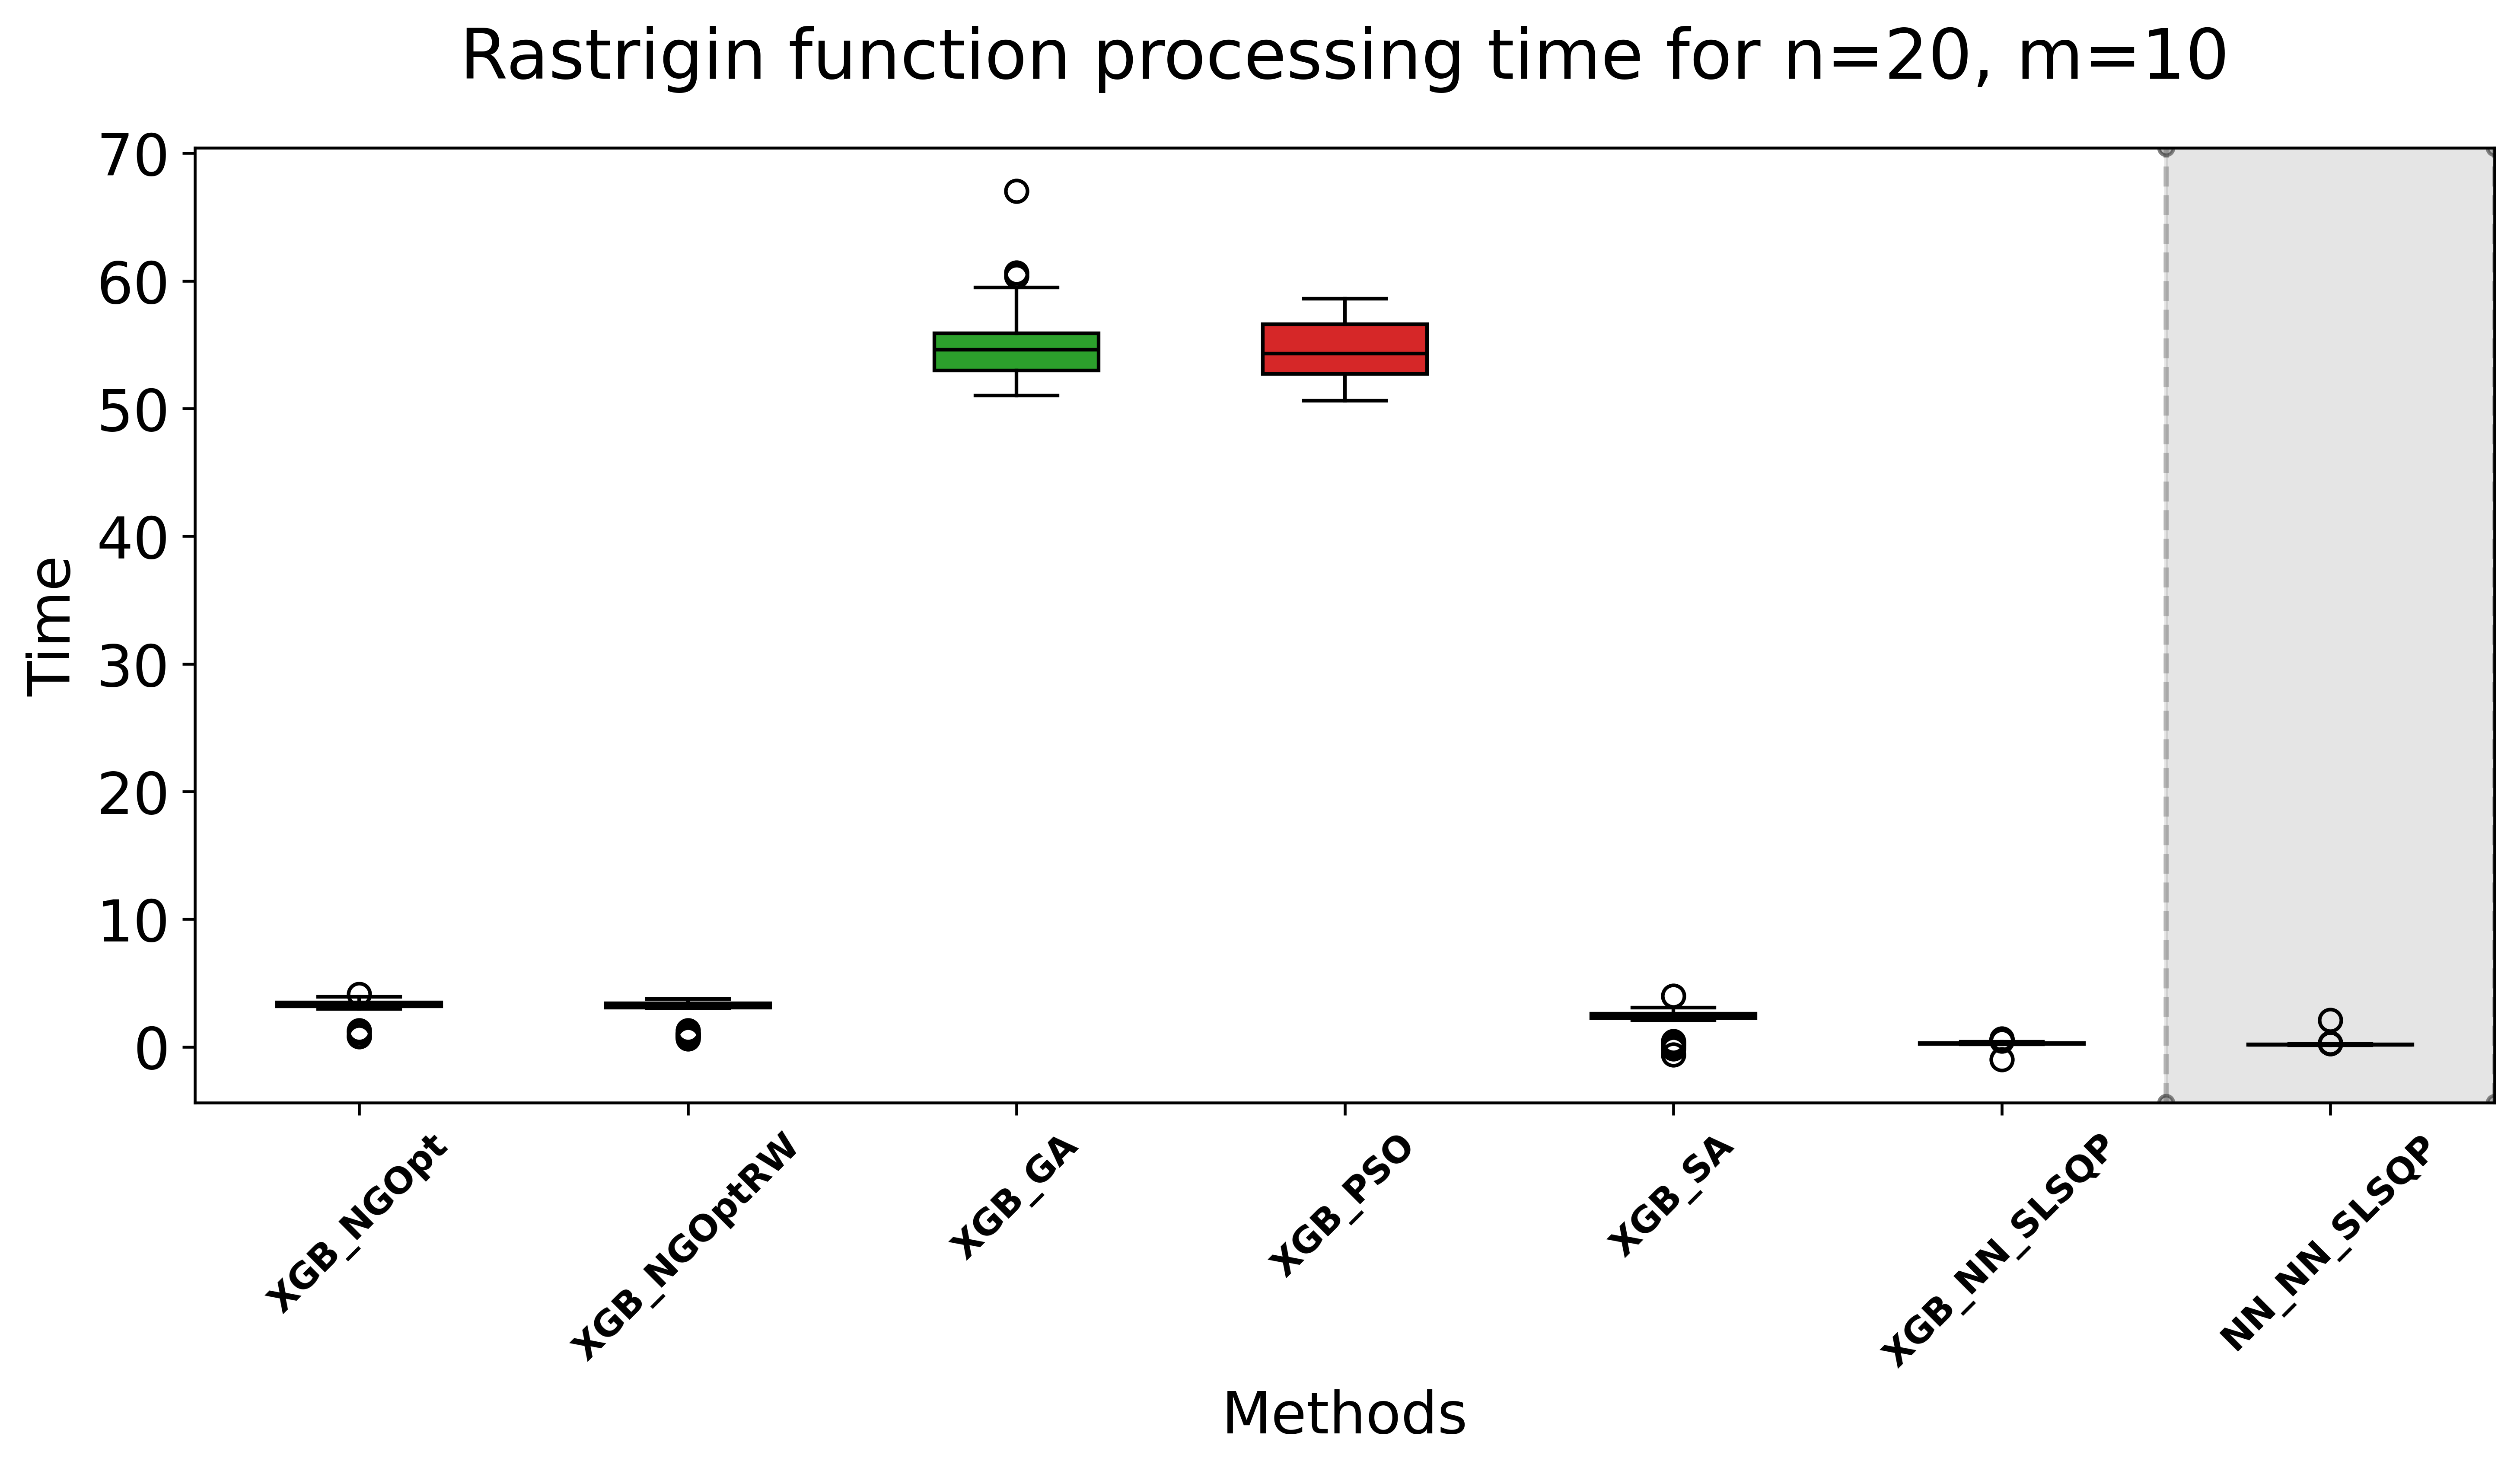 Rastrigin function processing time for n=20, m=10
70
60
50
40
30
20
10
0
Time
XGB_NGOpt
XGB_NGOptRW
XGB_GA
XGB_PSO
XGB_SA
XGB_NN_SLSQP
NN_NN_SLSQP
Methods